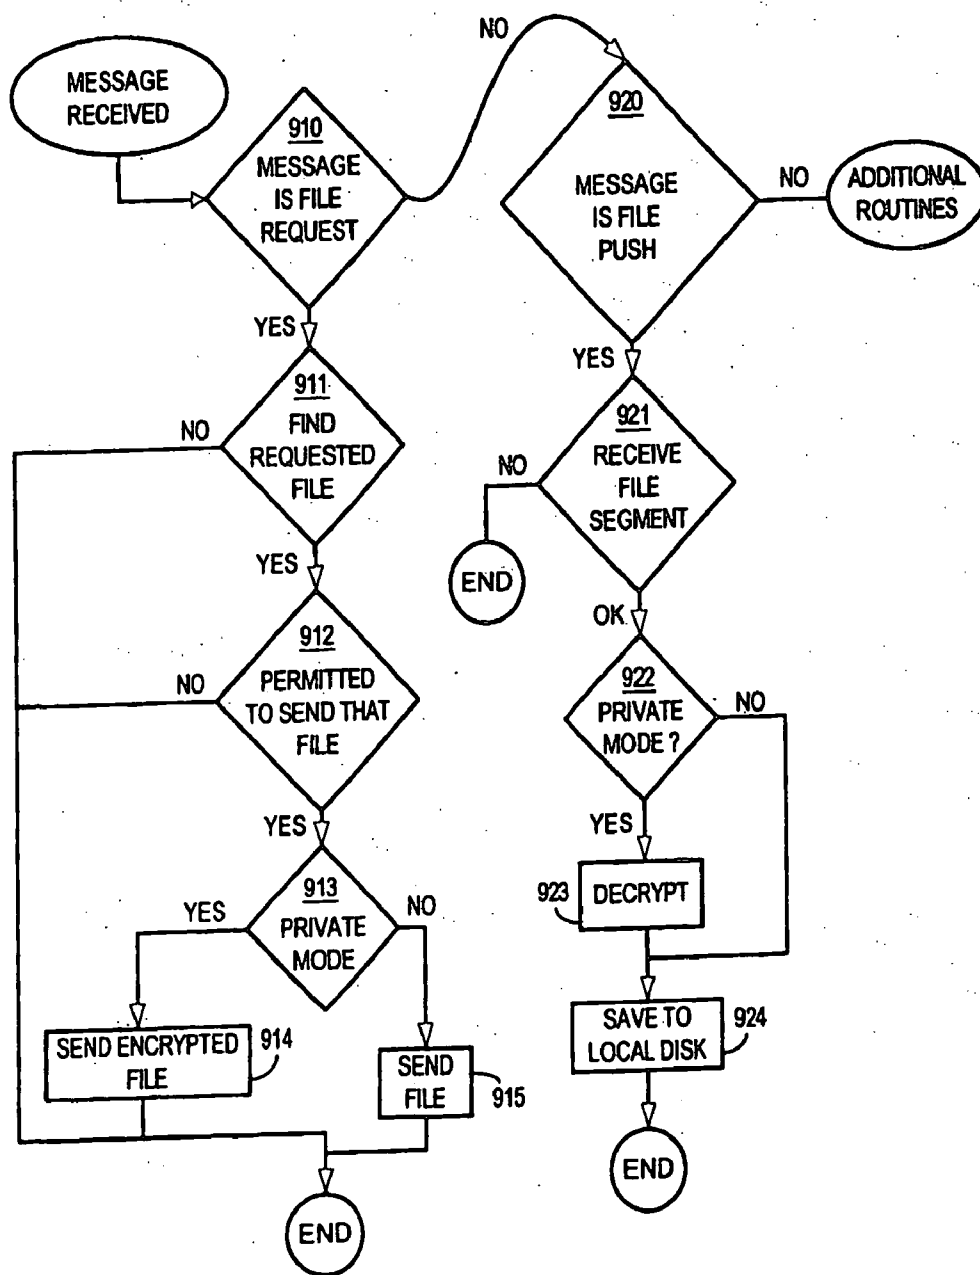 MESSAGE
RECEIVED
910
MESSAGE
IS FILE
REQUEST
NO
920
MESSAGE
IS FILE
PUSH
NO
ADDITIONAL
ROUTINES
YES
911
FIND
REQUESTED
FILE
NO
YES
921
RECEIVE
FILE
SEGMENT
NO
END
YES
912
PERMITTED
TO SEND THAT
FILE
NO
OK
922
PRIVATE
MODE ?
NO
YES
913
PRIVATE
MODE
YES
NO
YES
923
DECRYPT
SEND ENCRYPTED
FILE
914
SEND
FILE
915
SAVE TO
LOCAL DISK
924
END
END